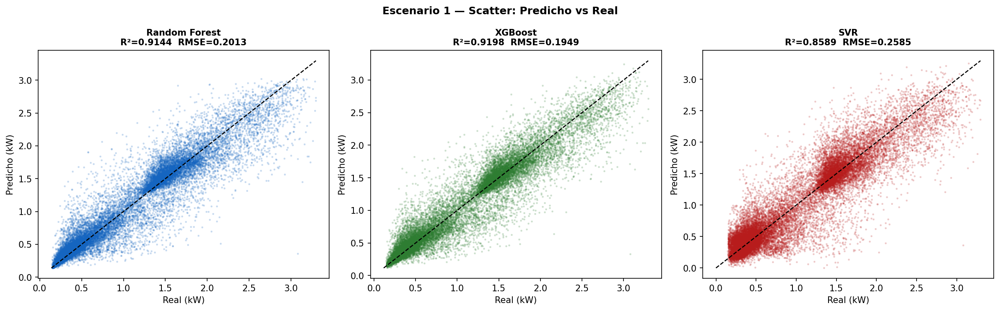 Escenario 1 — Scatter: Predicho vs Real
Random Forest
R²=0.9144  RMSE=0.2013
Predicho (kW)
3.0
2.5
2.0
1.5
1.0
0.5
0.0
0.0 0.5 1.0 1.5 2.0 2.5 3.0
Real (kW)
XGBoost
R²=0.9198  RMSE=0.1949
Predicho (kW)
3.0
2.5
2.0
1.5
1.0
0.5
0.0
0.0 0.5 1.0 1.5 2.0 2.5 3.0
Real (kW)
SVR
R²=0.8589  RMSE=0.2585
Predicho (kW)
3.0
2.5
2.0
1.5
1.0
0.5
0.0
0.0 0.5 1.0 1.5 2.0 2.5 3.0
Real (kW)